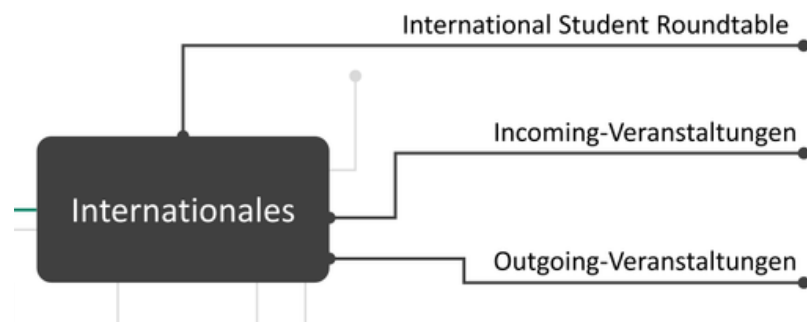 International Student Roundtable
Incoming-Veranstaltungen
Internationales
Outgoing-Veranstaltungen